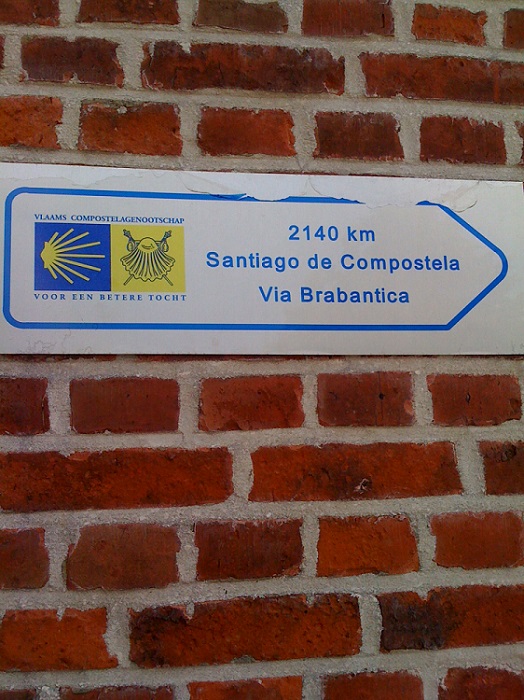 VLAAMS COMPOSTELAGENOOTSCHAP
VOOR EEN BETERE TOCHT
2140 km
Santiago de Compostela
Via Brabantica